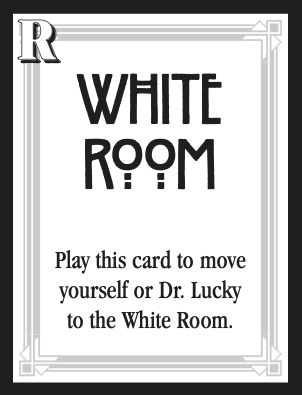 R
WHITE
ROOM
Play this card to move
yourself or Dr. Lucky
to the White Room.